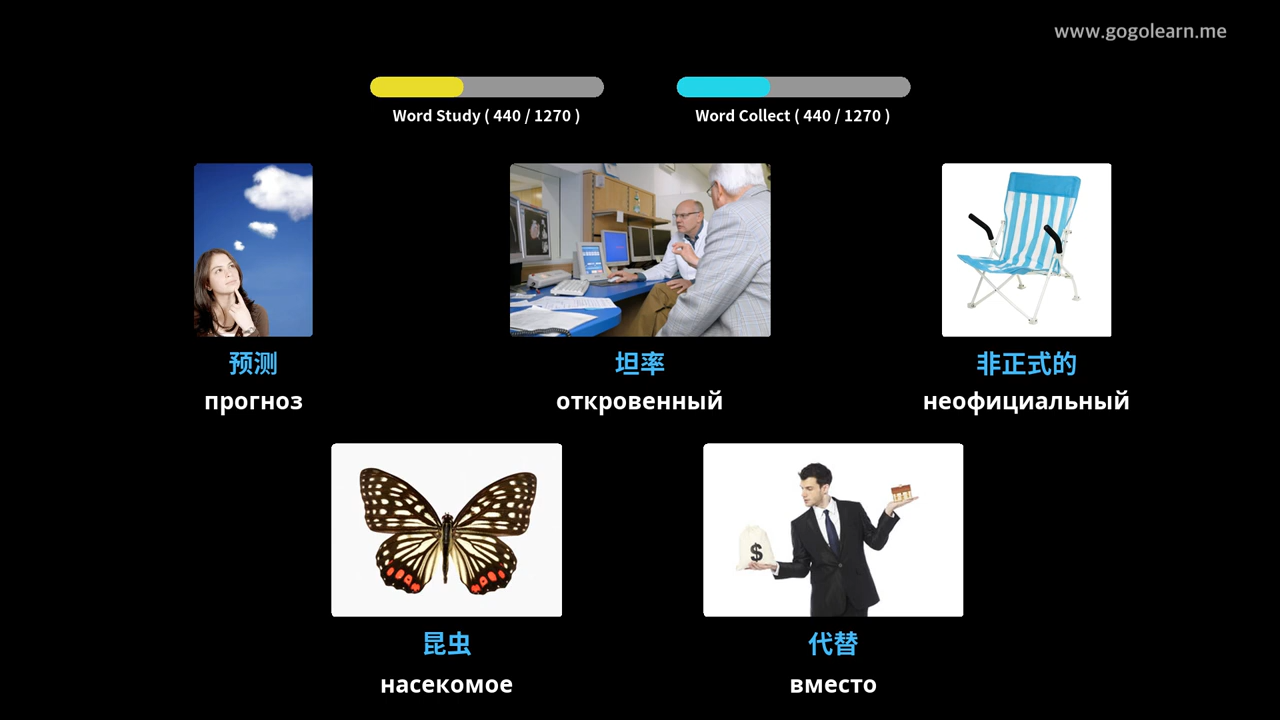 www.gogolearn.me
Word Study ( 440 / 1270 )
Word Collect ( 440 / 1270 )
预测
прогноз
坦率
откровенный
非正式的
неофициальный
$
昆虫
насекомое
代替
вместо